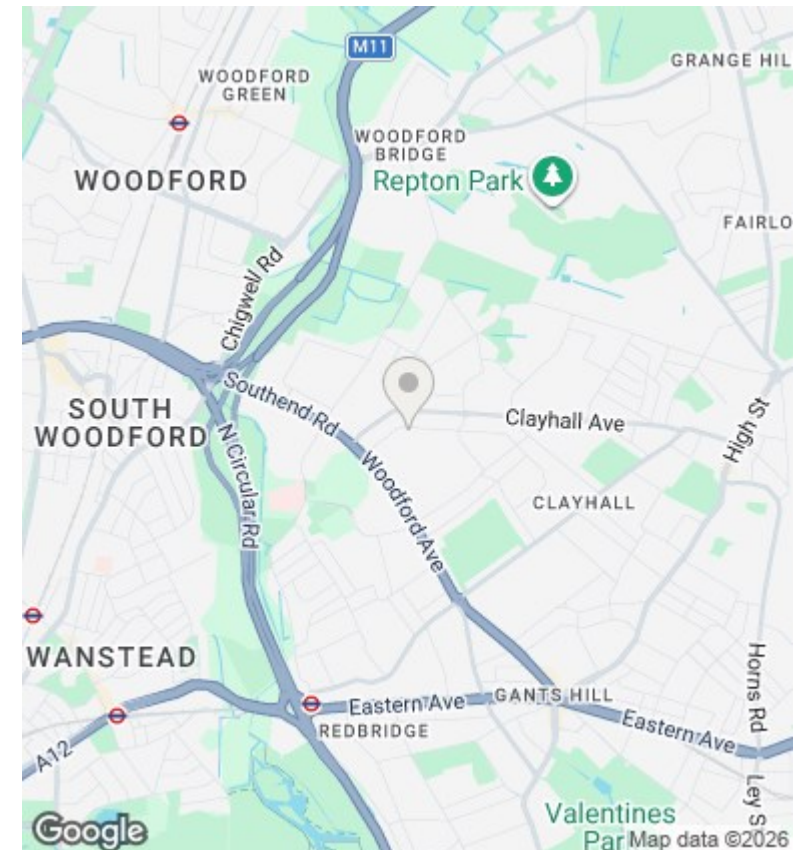 M11
GRANGE HIL
WOODFORD
GREEN
WOODFORD
BRIDGE
WOODFORD
Repton Park
FAIRLO
Chigwell Rd
Southend Rd
SOUTH
WOODFORD
Clayhall Ave
High St
N Circular Rd
Woodford Ave
CLAYHALL
WANSTEAD
Horns Rd
Eastern Ave
GANTS HILL
REDBRIDGE
Eastern Ave
A12
Ley S
Valentines
Par
Google
Map data ©2026